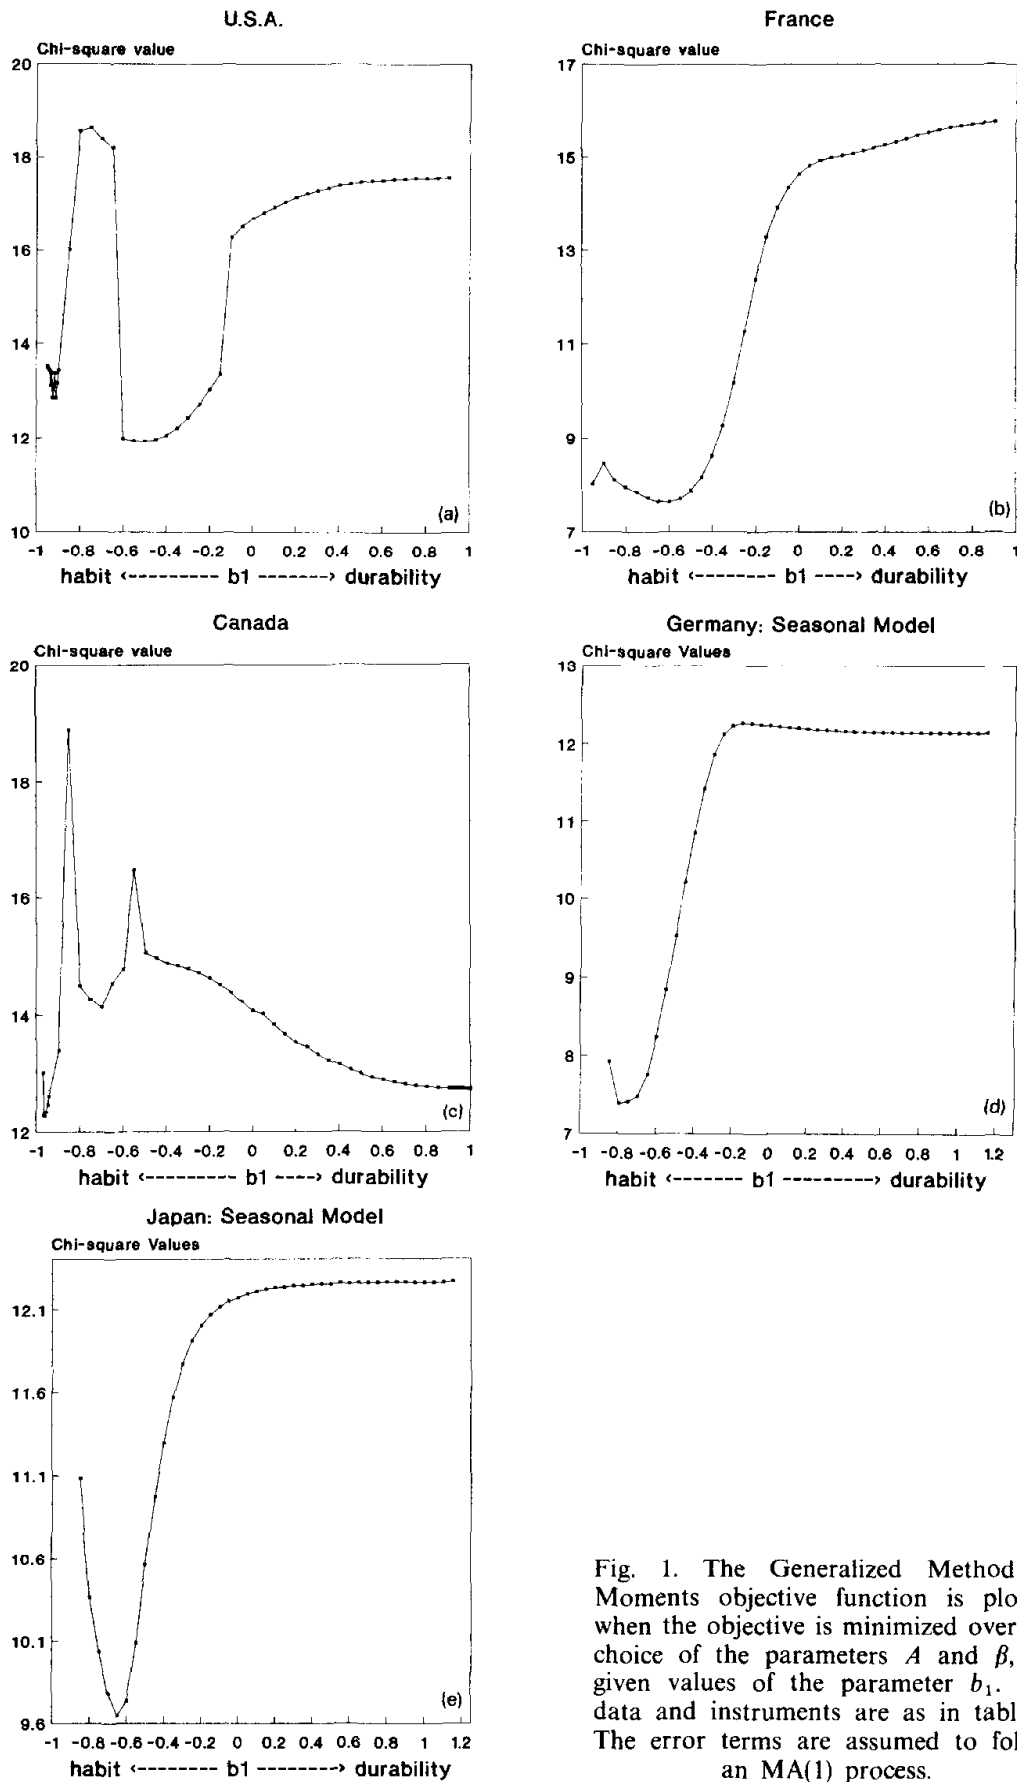 U.S.A.
Chi-square value
20
18
16
14
12
10
(a)
-1 -0.8 -0.6 -0.4 -0.2 0 0.2 0.4 0.6 0.8 1
habit <--------- b1 -------> durability
France
Chi-square value
17
15
13
11
9
7
(b)
-1 -0.8 -0.6 -0.4 -0.2 0 0.2 0.4 0.6 0.8 1
habit <------- b1 ----> durability
Canada
Chi-square value
20
18
16
14
12
(c)
-1 -0.8 -0.6 -0.4 -0.2 0 0.2 0.4 0.6 0.8 1
habit <--------- b1 ----> durability
Germany: Seasonal Model
Chi-square Values
13
12
11
10
9
8
7
(d)
-1 -0.8 -0.6 -0.4 -0.2 0 0.2 0.4 0.6 0.8 1 1.2
habit <------- b1 ---------> durability
Japan: Seasonal Model
Chi-square Values
12.1
11.6
11.1
10.6
10.1
9.6
(e)
-1 -0.8 -0.6 -0.4 -0.2 0 0.2 0.4 0.6 0.8 1 1.2
habit <--------- b1 ---------> durability
Fig. 1. The Generalized Method
Moments objective function is plo
when the objective is minimized over
choice of the parameters A and β,
given values of the parameter b₁.
data and instruments are as in tabl
The error terms are assumed to fol
an MA(1) process.